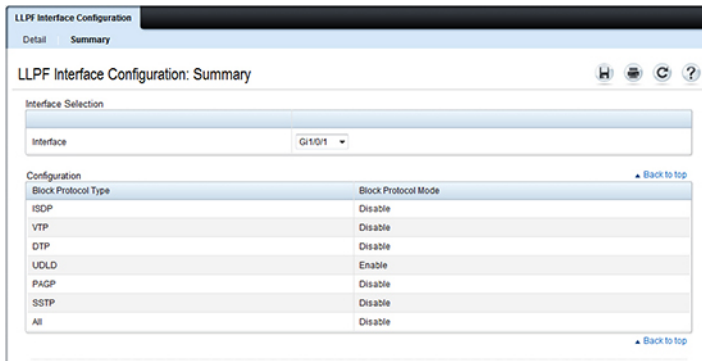 LLPF Interface Configuration
Detail Summary
LLPF Interface Configuration: Summary
Interface Selection
Interface Gi1/0/1
Configuration Back to top
Block Protocol Type Block Protocol Mode
ISDP Disable
VTP Disable
DTP Disable
UDLD Enable
PAGP Disable
SSTP Disable
All Disable
Back to top